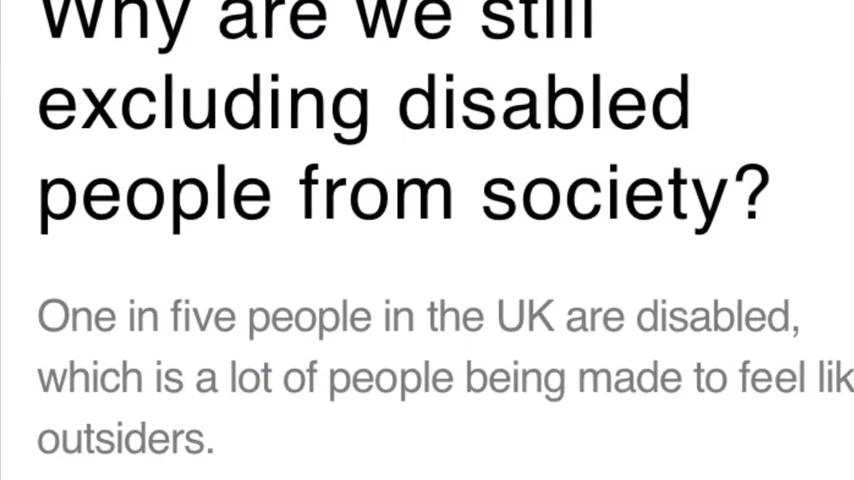 Why are we still
excluding disabled
people from society?
One in five people in the UK are disabled,
which is a lot of people being made to feel lik
outsiders.